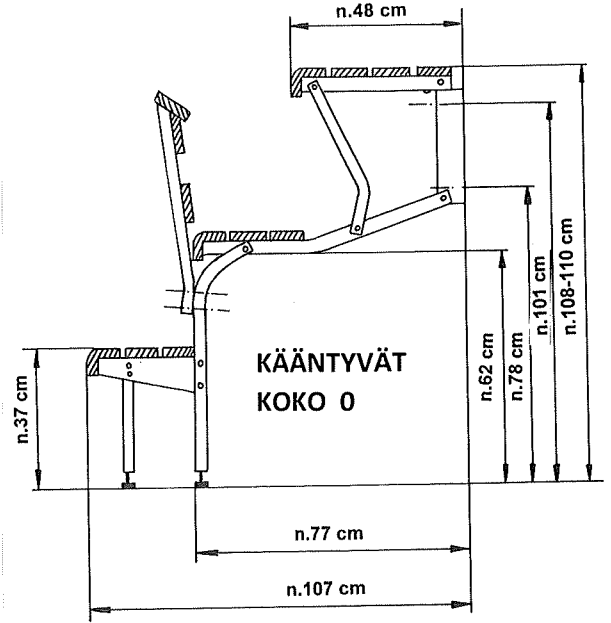 n.48 cm
KÄÄNTYVÄT
KOKO 0
n.37 cm
n.62 cm
n.78 cm
n.101 cm
n.108-110 cm
n.77 cm
n.107 cm